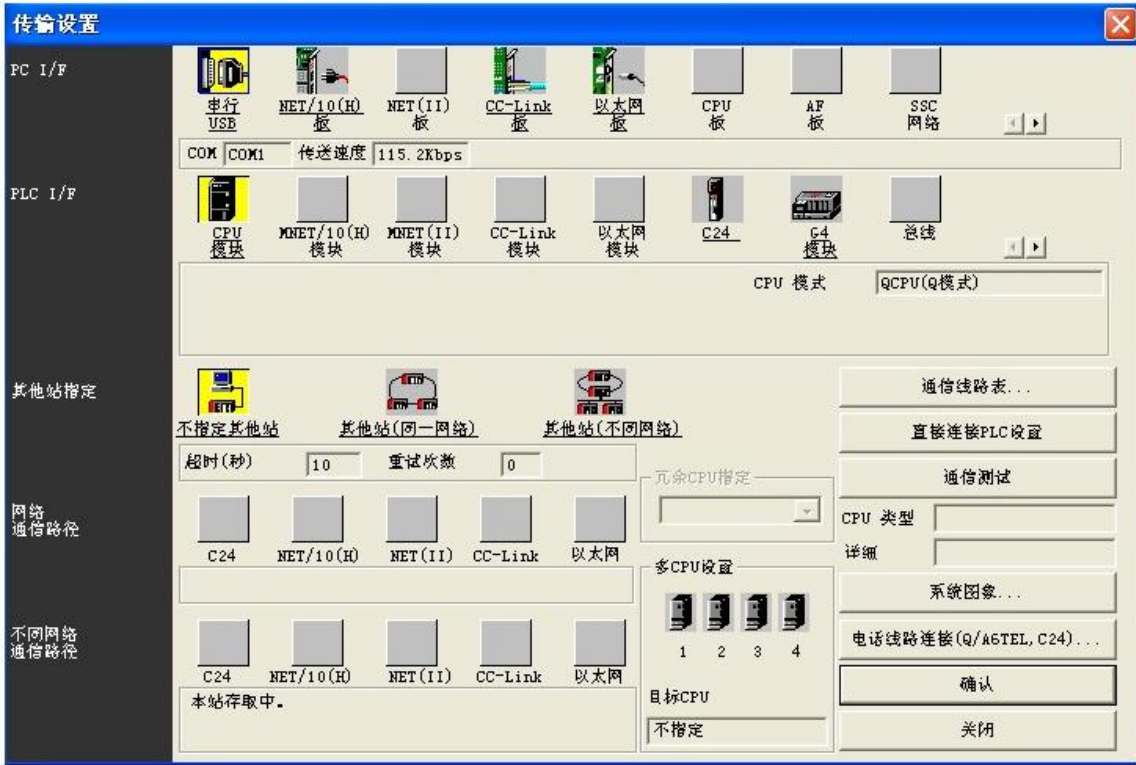 传输设置
PC I/F
串行 NET/10(H) NET(II) CC-Link 以太网 CPU AF SSC
USB 板 板 板 板 板 板 网络
COM COM1 传送速度 115.2Kbps
PLC I/F
CPU MNET/10(H) MNET(II) CC-Link 以太网 C24 G4 总线
模块 模块 模块 模块 模块 模块
CPU 模式 QCPU(Q模式)
其他站指定
不指定其他站 其他站(同一网络) 其他站(不同网络)
通信线路表...
直接连接PLC设置
超时(秒) 10 重试次数 0
通信测试
冗余CPU指定
网络
通信路径
C24 NET/10(H) NET(II) CC-Link 以太网
CPU 类型
详细
多CPU设置
系统图象...
1 2 3 4
电话线路连接(Q/A6TEL,C24)...
不同网络
通信路径
C24 NET/10(H) NET(II) CC-Link 以太网
本站存取中。
目标CPU
不指定
确认
关闭